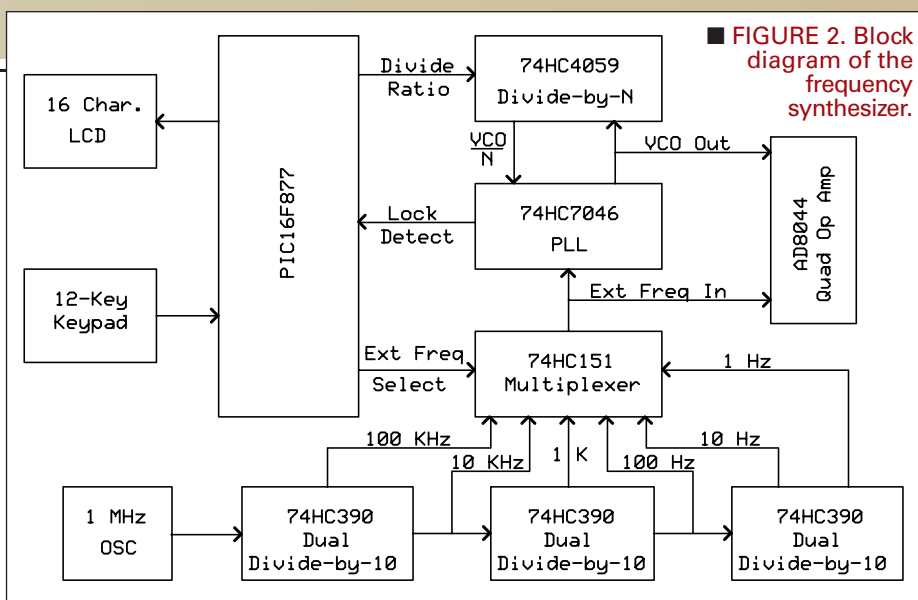 ■ FIGURE 2. Block
diagram of the
frequency
synthesizer.
16 Char.
LCD
12-Key
Keypad
PIC16F877
Divide
Ratio
74HC4059
Divide-by-N
VCO
N
VCO Out
Lock
Detect
74HC7046
PLL
AD8044
Quad Op Amp
Ext Freq In
Ext Freq
Select
74HC151
Multiplexer
1 Hz
100 KHz
10 KHz
1 K
100 Hz
10 Hz
1 MHz
OSC
74HC390
Dual
Divide-by-10
74HC390
Dual
Divide-by-10
74HC390
Dual
Divide-by-10